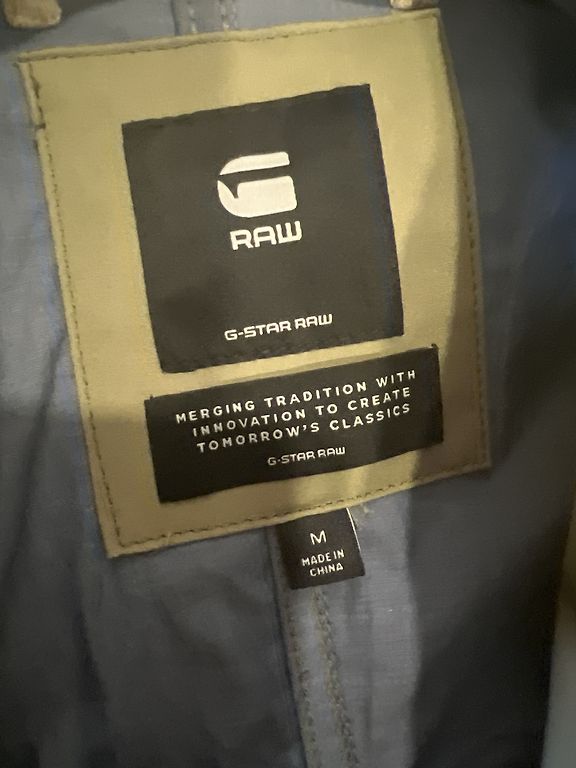 G
RAW
G-STAR RAW
MERGING TRADITION WITH
INNOVATION TO CREATE
TOMORROW'S CLASSICS
G-STAR RAW
M
MADE IN
CHINA